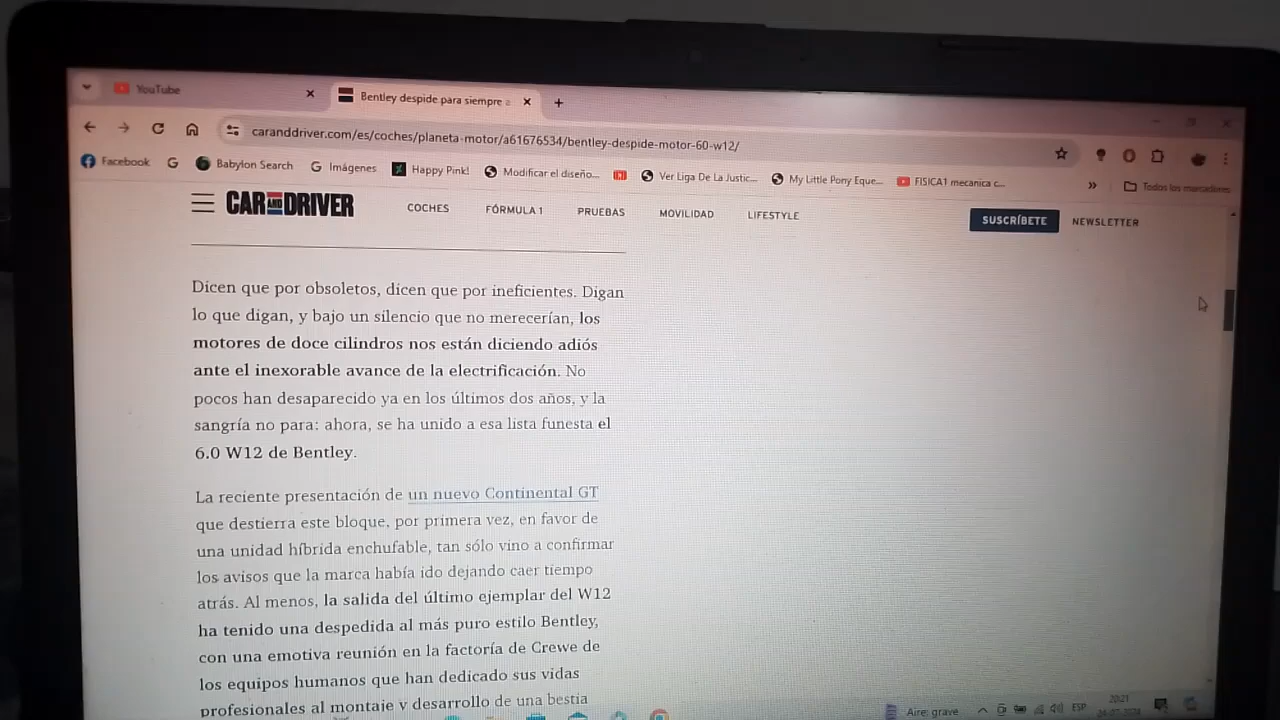 YouTube
Bentley despide para siempre a
caranddriver.com/es/coches/planeta-motor/a61676534/bentley-despide-motor-60-w12/
Facebook
Babylon Search
Imágenes
Happy Pink!
Modificar el diseño...
Ver Liga De La Justic...
My Little Pony Eque...
FISICA1 mecanica c...
»
Todos los marcadores
CAR AND DRIVER
COCHES
FÓRMULA 1
PRUEBAS
MOVILIDAD
LIFESTYLE
SUSCRÍBETE
NEWSLETTER
Dicen que por obsoletos, dicen que por ineficientes. Digan
lo que digan, y bajo un silencio que no merecerían, los
motores de doce cilindros nos están diciendo adiós
ante el inexorable avance de la electrificación. No
pocos han desaparecido ya en los últimos dos años, y la
sangría no para: ahora, se ha unido a esa lista funesta el
6.0 W12 de Bentley.
La reciente presentación de un nuevo Continental GT
que destierra este bloque, por primera vez, en favor de
una unidad híbrida enchufable, tan sólo vino a confirmar
los avisos que la marca había ido dejando caer tiempo
atrás. Al menos, la salida del último ejemplar del W12
ha tenido una despedida al más puro estilo Bentley,
con una emotiva reunión en la factoría de Crewe de
los equipos humanos que han dedicado sus vidas
profesionales al montaje y desarrollo de una bestia
Aire: grave
ESP
20:21